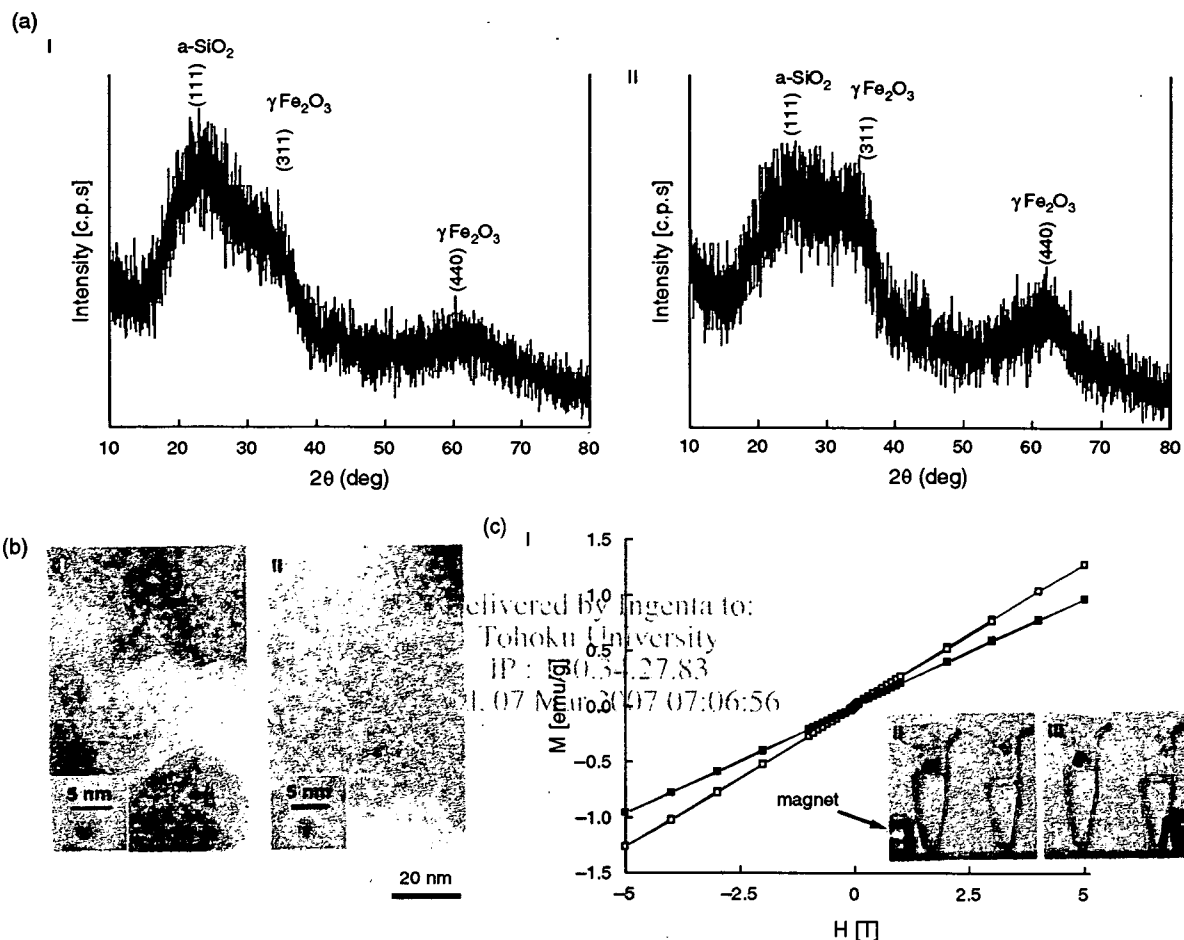 (a)
I
a-SiO₂
(111)
γFe₂O₃
(311)
γFe₂O₃
(440)
Intensity [c.p.s]
10 20 30 40 50 60 70 80
2θ (deg)
II
a-SiO₂
(111)
γFe₂O₃
(311)
γFe₂O₃
(440)
Intensity [c.p.s]
10 20 30 40 50 60 70 80
2θ (deg)
(b)
II
5 nm
5 nm
20 nm
(c)
I
1.5
1.0
0.5
0.0
−0.5
−1.0
−1.5
M [emu/g]
−5 −2.5 0 2.5 5
H [T]
magnet
Delivered by Ingenta to:
Tohoku University
IP :
07 Mar 2007 07:06:56